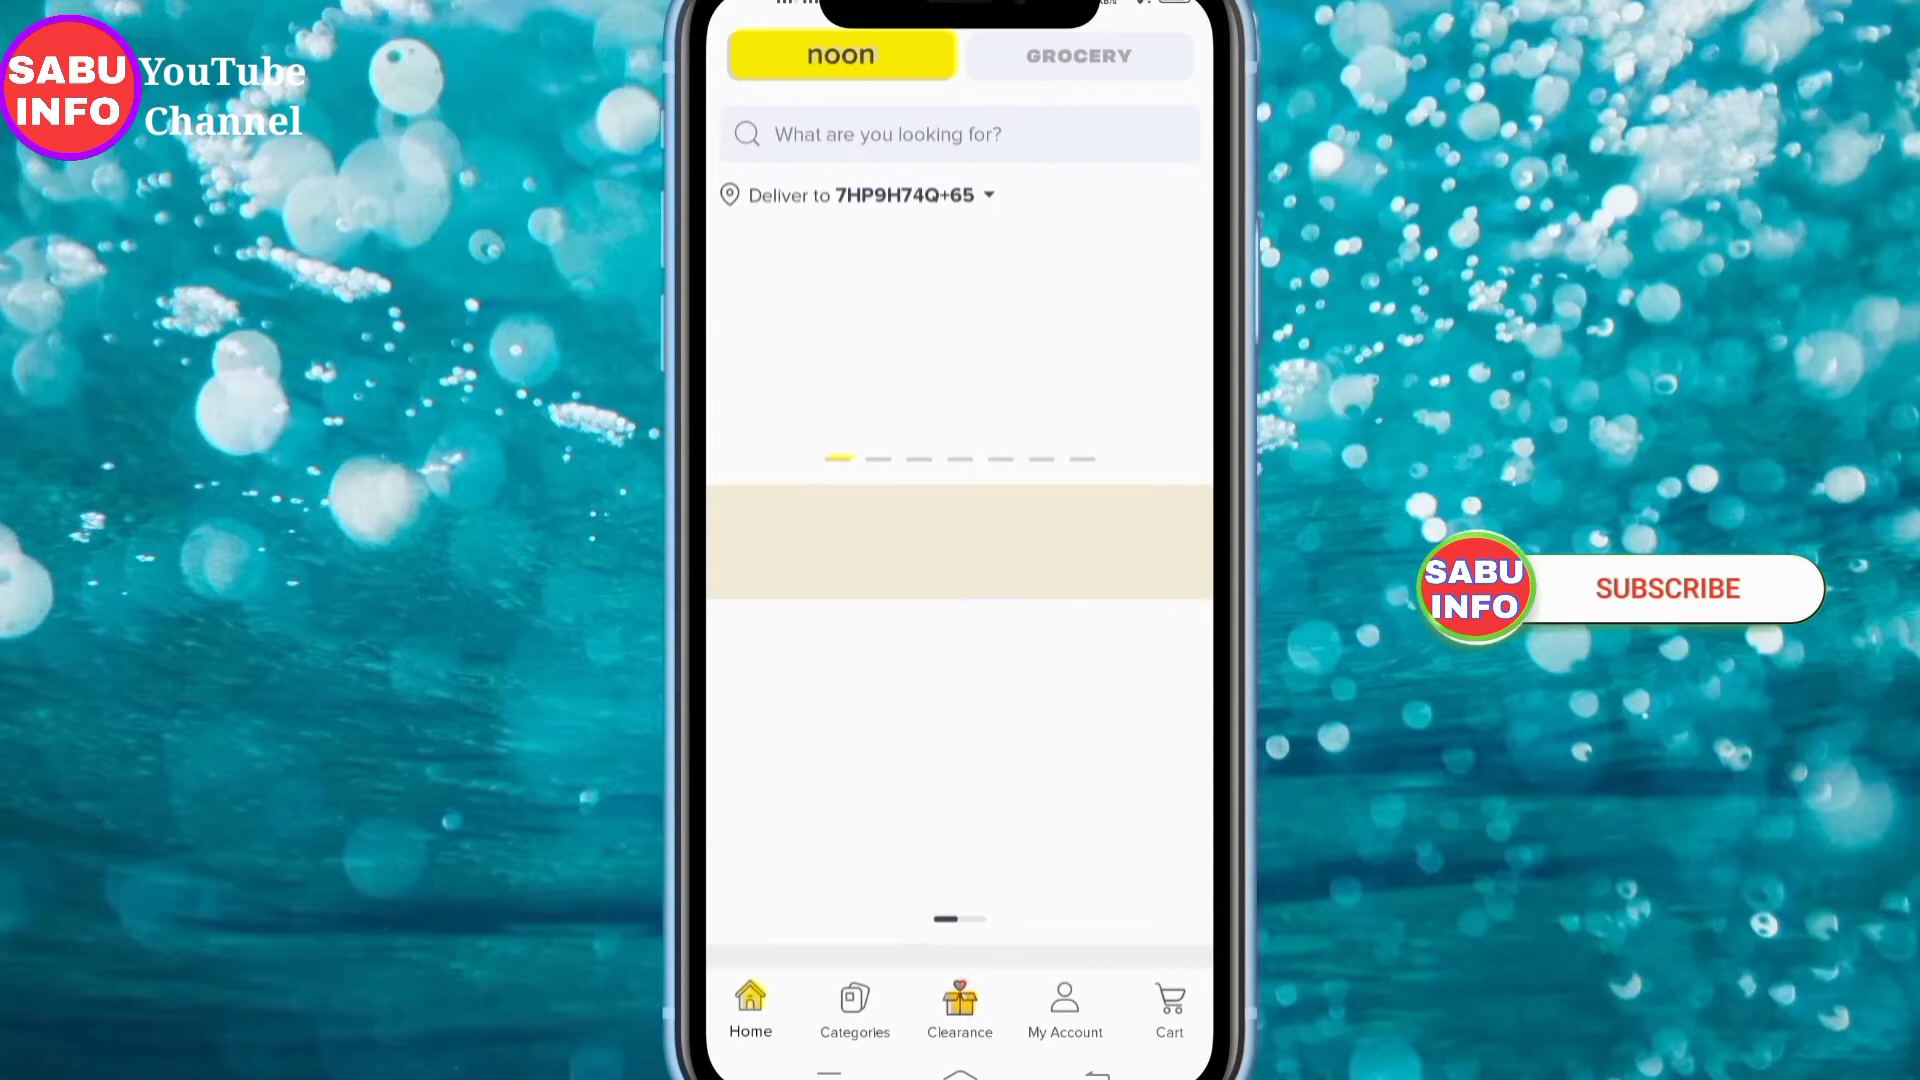 SABU
INFO
YouTube
Channel
noon
GROCERY
What are you looking for?
Deliver to 7HP9H74Q+65
SABU
INFO
SUBSCRIBE
Home
Categories
Clearance
My Account
Cart